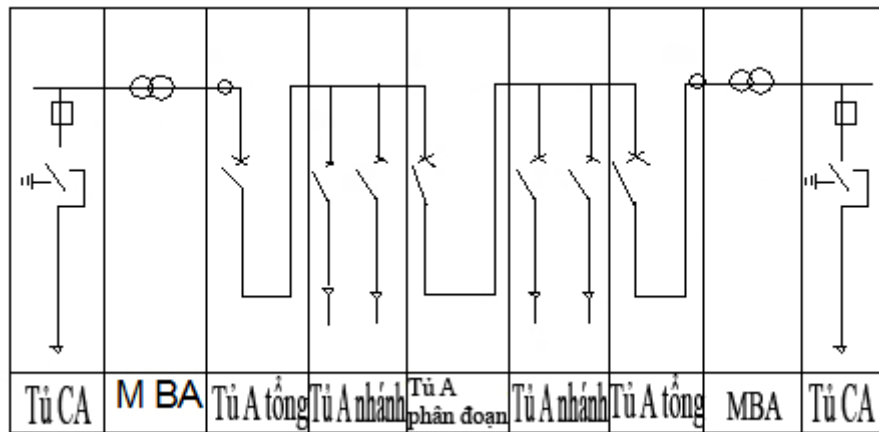 Tủ CA
M BA
Tủ A tổng
Tủ A nhánh
Tủ A
phân đoạn
Tủ A nhánh
Tủ A tổng
MBA
Tủ CA